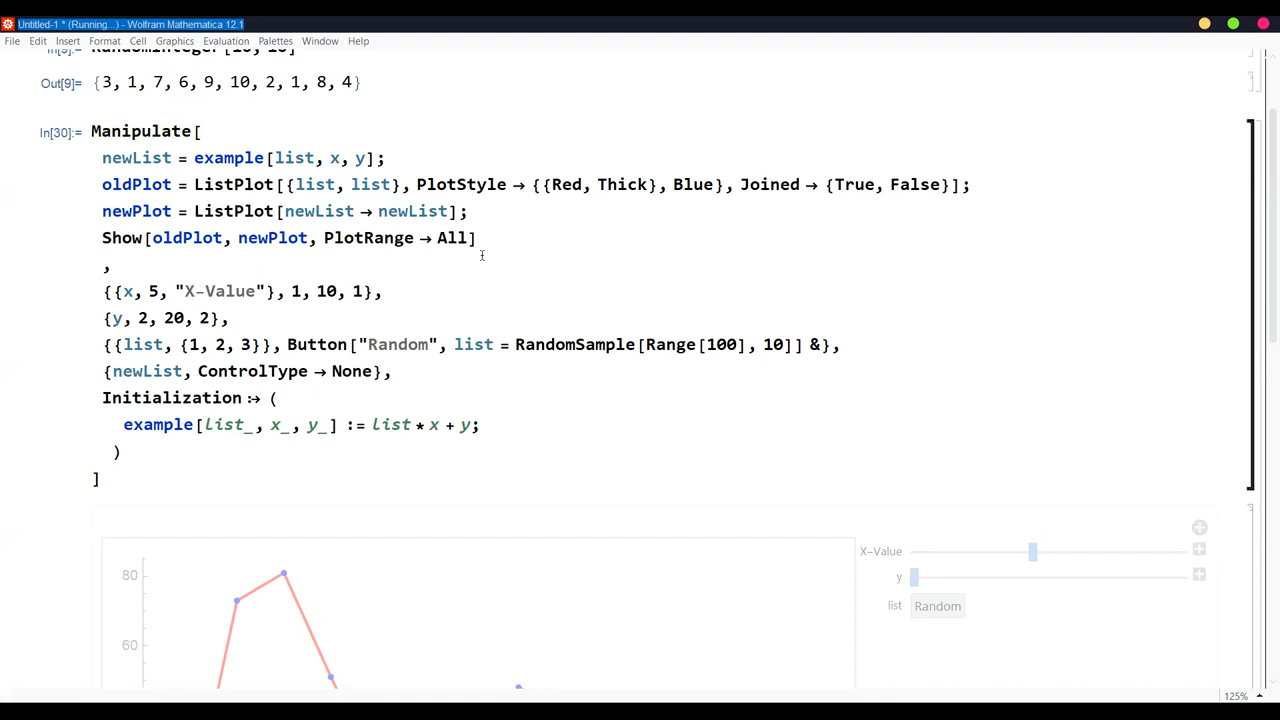 Untitled-1 * (Running...) - Wolfram Mathematica 12.1
File Edit Insert Format Cell Graphics Evaluation Palettes Window Help
Out[9]= {3, 1, 7, 6, 9, 10, 2, 1, 8, 4}
In[30]:= Manipulate[
newList = example[list, x, y];
oldPlot = ListPlot[{list, list}, PlotStyle → {{Red, Thick}, Blue}, Joined → {True, False}];
newPlot = ListPlot[newList → newList];
Show[oldPlot, newPlot, PlotRange → All]
,
{{x, 5, "X-Value"}, 1, 10, 1},
{y, 2, 20, 2},
{{list, {1, 2, 3}}, Button["Random", list = RandomSample[Range[100], 10]] &},
{newList, ControlType → None},
Initialization :→ (
example[list_, x_, y_] := list * x + y;
)
]
X-Value
80
y
list Random
60
125%